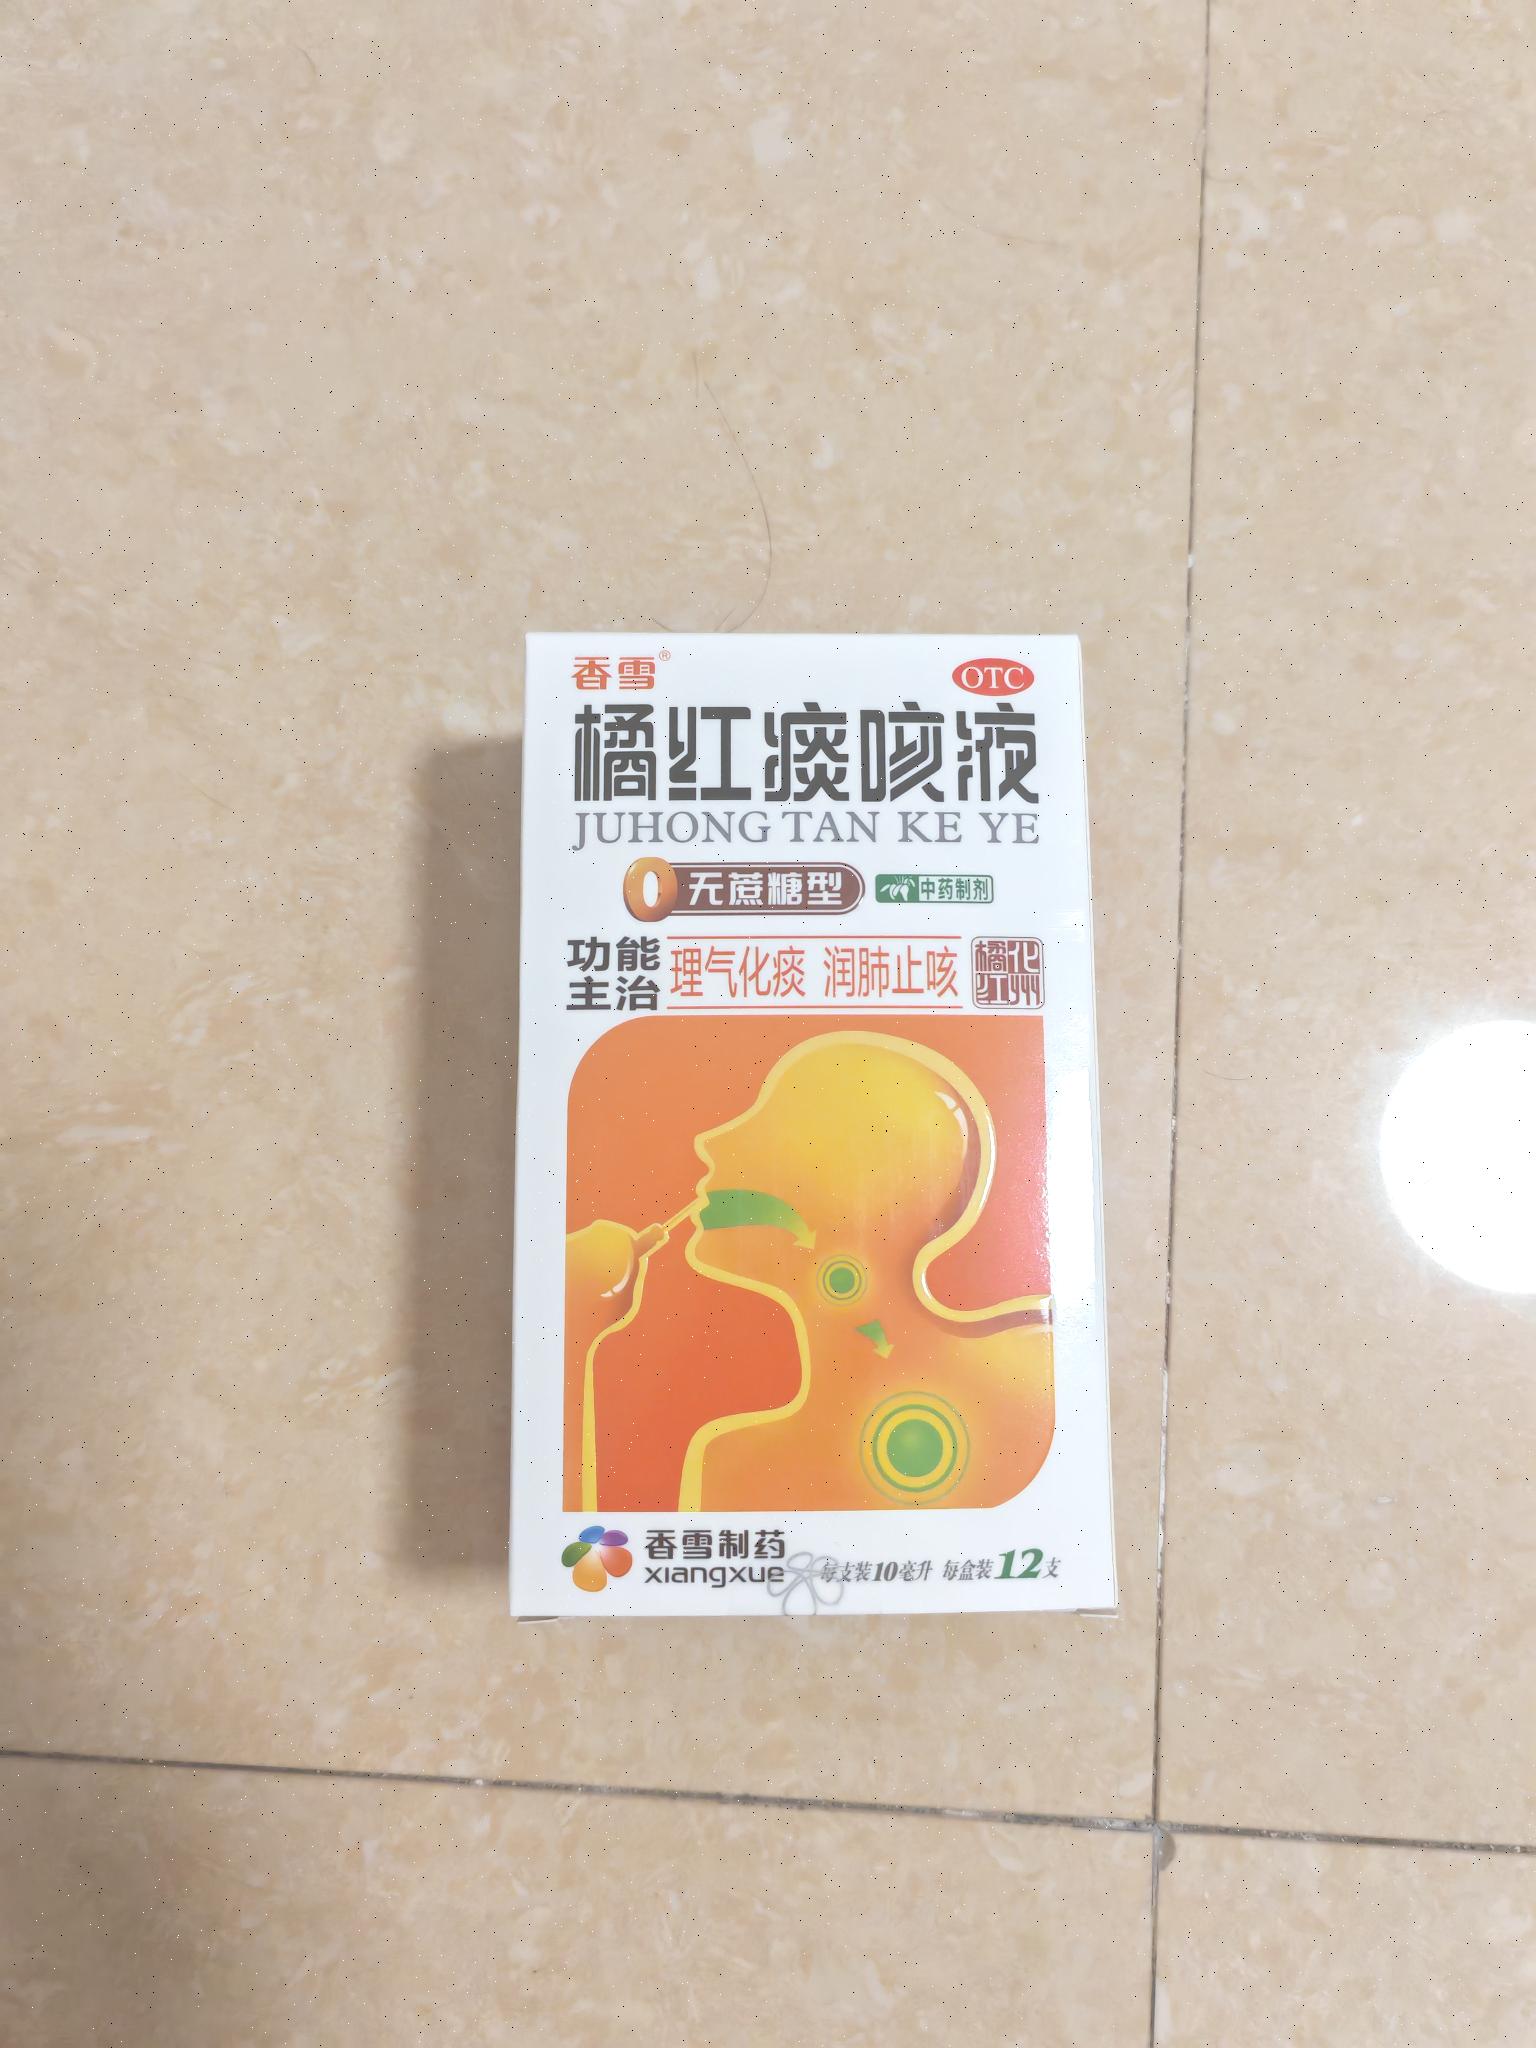 香雪®
OTC
橘红痰咳液
JUHONG TAN KE YE
0 无蔗糖型
中药制剂
功能主治
理气化痰 润肺止咳
化州橘红
香雪制药
xiangxue
每支装10毫升 每盒装12支